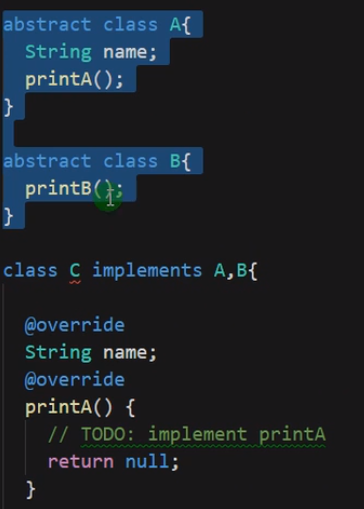 abstract class A{
String name;
printA();
}
abstract class B{
printB();
}
class C implements A,B{
@override
String name;
@override
printA() {
// TODO: implement printA
return null;
}